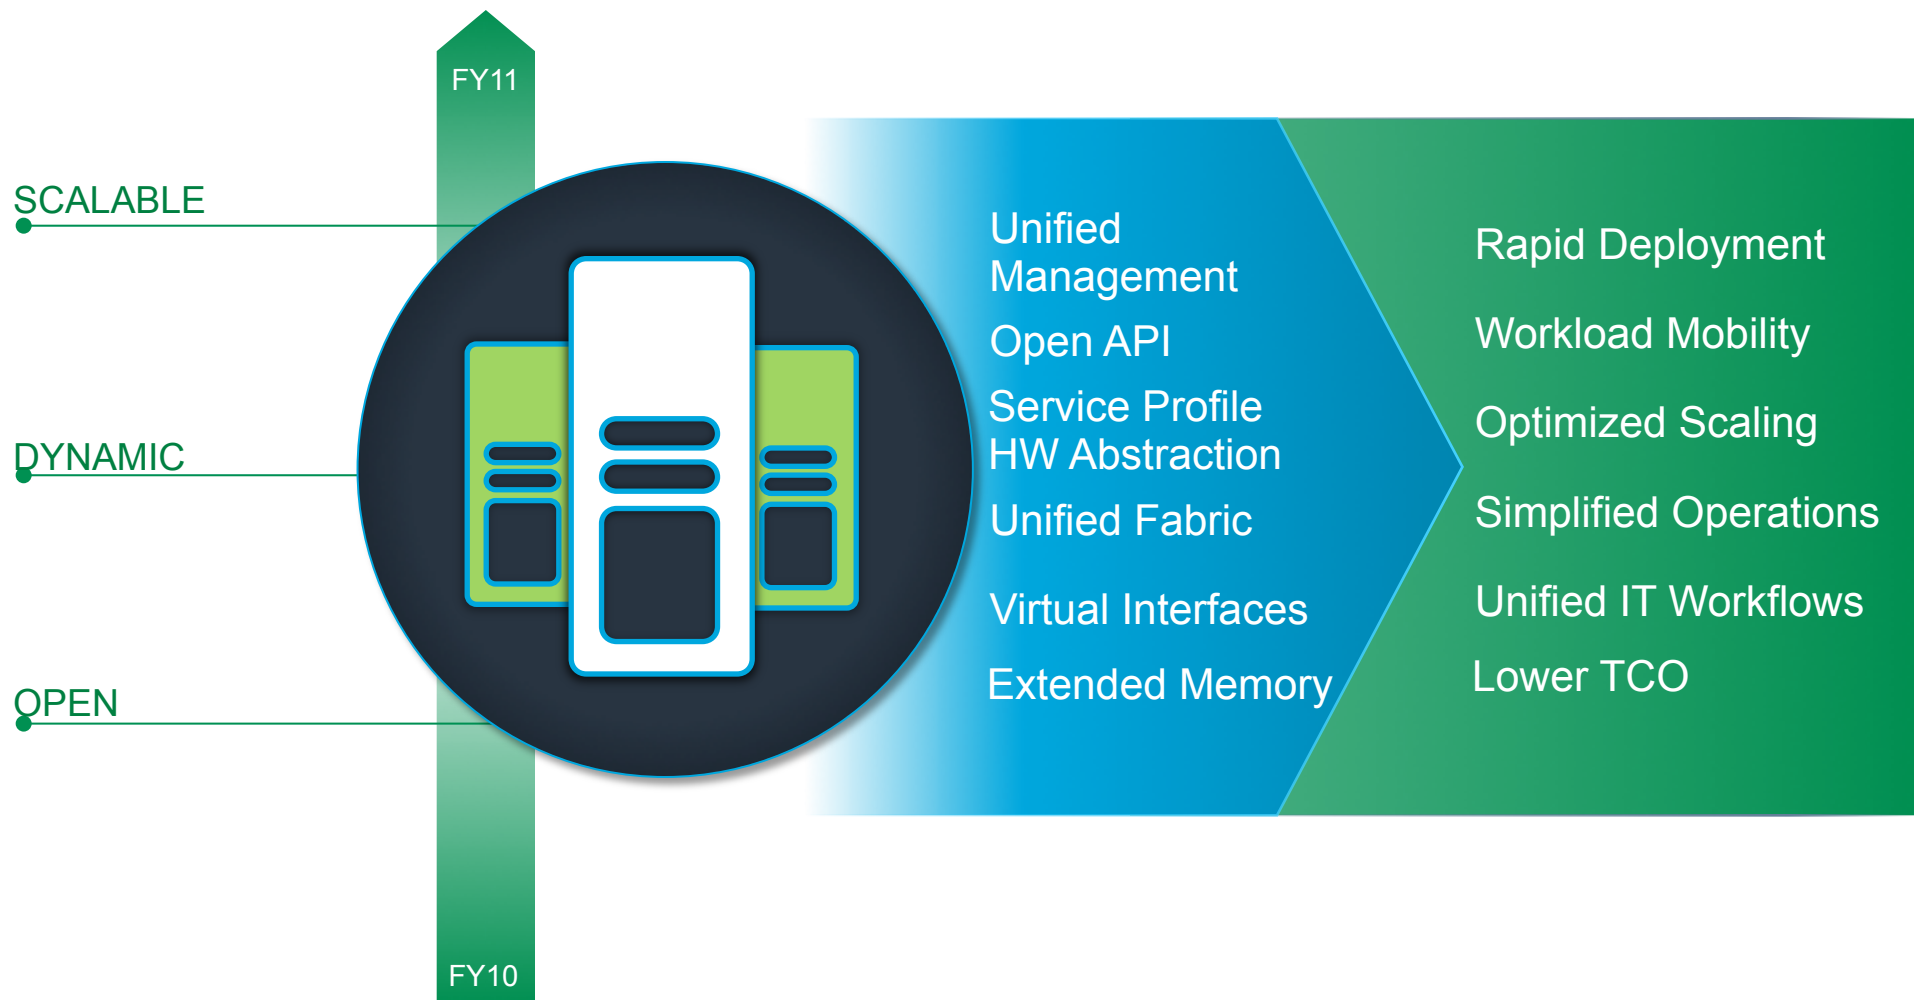 FY11
SCALABLE
DYNAMIC
OPEN
FY10
Unified
Management
Open API
Service Profile
HW Abstraction
Unified Fabric
Virtual Interfaces
Extended Memory
Rapid Deployment
Workload Mobility
Optimized Scaling
Simplified Operations
Unified IT Workflows
Lower TCO